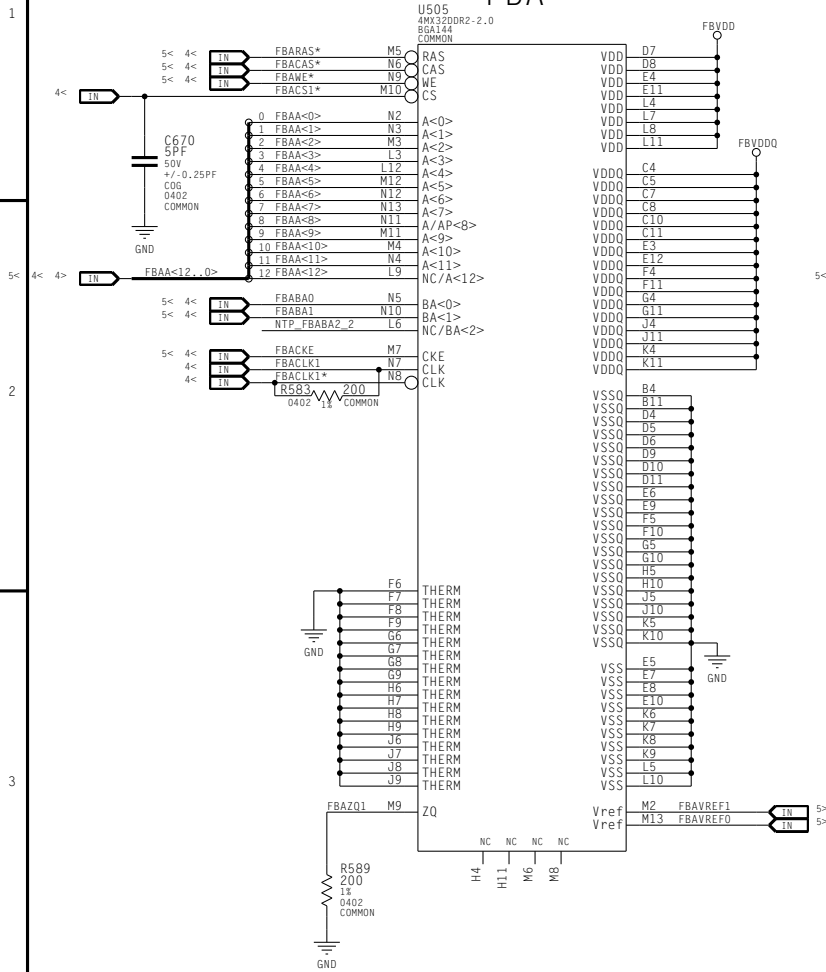 FBA
1
U505
4MX32DDR2-2.0
BGA144
COMMON
FBVDD
5< 4< IN FBARAS* M5 RAS VDD D7
5< 4< IN FBACAS* N6 CAS VDD D8
5< 4< IN FBAWE* N9 WE VDD E4
4< IN FBACS1* M10 CS VDD E11
VDD L4
VDD L7
VDD L8
VDD L11
FBVDDQ
C670
5PF
50V
+/-0.25PF
COG
0402
COMMON
GND
0 FBAA<0> N2 A<0>
1 FBAA<1> N3 A<1>
2 FBAA<2> M3 A<2>
3 FBAA<3> L3 A<3>
4 FBAA<4> L12 A<4>
5 FBAA<5> M12 A<5>
6 FBAA<6> N12 A<6>
7 FBAA<7> N13 A<7>
8 FBAA<8> N11 A/AP<8>
9 FBAA<9> M11 A<9>
10 FBAA<10> M4 A<10>
11 FBAA<11> N4 A<11>
12 FBAA<12> L9 NC/A<12>
5< 4< 4> IN FBAA<12..0>
VDDQ C4
VDDQ C5
VDDQ C7
VDDQ C8
VDDQ C10
VDDQ C11
VDDQ E3
VDDQ E12
VDDQ F4
VDDQ F11
VDDQ G4
VDDQ G11
VDDQ J4
VDDQ J11
VDDQ K4
VDDQ K11
5<
5< 4< IN FBABA0 N5 BA<0>
5< 4< IN FBABA1 N10 BA<1>
NTP_FBABA2_2 L6 NC/BA<2>
5< 4< IN FBACKE M7 CKE
4< IN FBACLK1 N7 CLK
4< IN FBACLK1* N8 CLK
R583 200
0402 1% COMMON
2
VSSQ B4
VSSQ B11
VSSQ D4
VSSQ D5
VSSQ D6
VSSQ D9
VSSQ D10
VSSQ D11
VSSQ E6
VSSQ E9
VSSQ F5
VSSQ F10
VSSQ G5
VSSQ G10
VSSQ H5
VSSQ H10
VSSQ J5
VSSQ J10
VSSQ K5
VSSQ K10
GND
F6 THERM
F7 THERM
F8 THERM
F9 THERM
G6 THERM
G7 THERM
G8 THERM
G9 THERM
H6 THERM
H7 THERM
H8 THERM
H9 THERM
J6 THERM
J7 THERM
J8 THERM
J9 THERM
GND
VSS E5
VSS E7
VSS E8
VSS E10
VSS K6
VSS K7
VSS K8
VSS K9
VSS L5
VSS L10
3
FBAZQ1 M9 ZQ
Vref M2 FBAVREF1 IN 5>
Vref M13 FBAVREF0 IN 5>
NC NC NC NC
H4 H11 M6 M8
R589
200
1%
0402
COMMON
GND